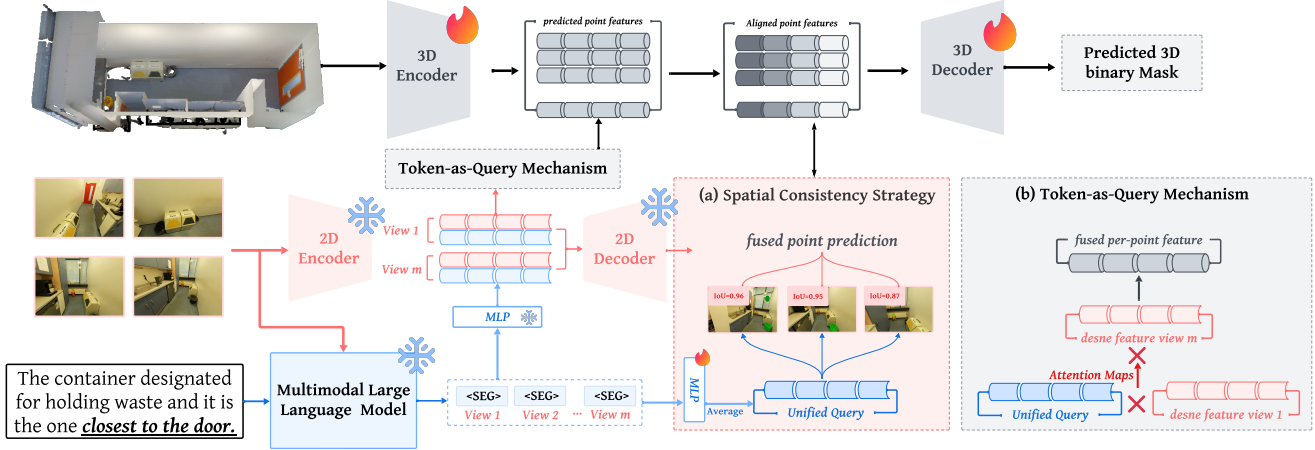 predicted point features
Aligned point features
3D
Encoder
3D
Decoder
Predicted 3D
binary Mask
Token-as-Query Mechanism
(a) Spatial Consistency Strategy
(b) Token-as-Query Mechanism
View 1
View m
2D
Encoder
2D
Decoder
fused point prediction
fused per-point feature
IoU=0.96
IoU=0.95
IoU=0.87
MLP
desne feature view m
Attention Maps
The container designated
for holding waste and it is
the one closest to the door.
Multimodal Large
Language Model
<SEG>
<SEG>
<SEG>
View 1
View 2
...
View m
MLP
Average
Unified Query
Unified Query
desne feature view 1